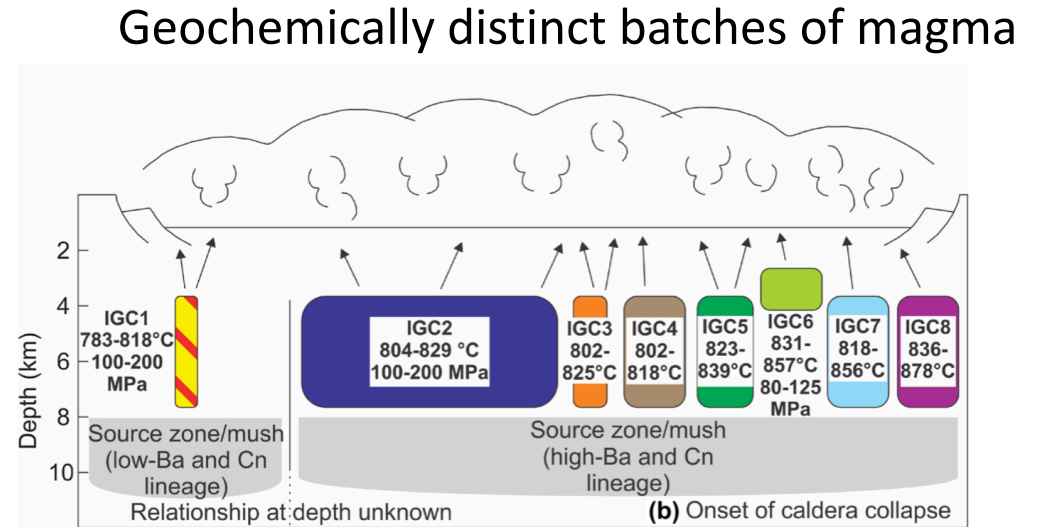 Geochemically distinct batches of magma
Depth (km)
2
4
6
8
10
IGC1
783-818°C
100-200
MPa
IGC2
804-829 °C
100-200 MPa
IGC3
802-
825°C
IGC4
802-
818°C
IGC5
823-
839°C
IGC6
831-
857°C
80-125
MPa
IGC7
818-
856°C
IGC8
836-
878°C
Source zone/mush
(low-Ba and Cn
lineage)
Source zone/mush
(high-Ba and Cn
lineage)
Relationship at depth unknown
(b) Onset of caldera collapse